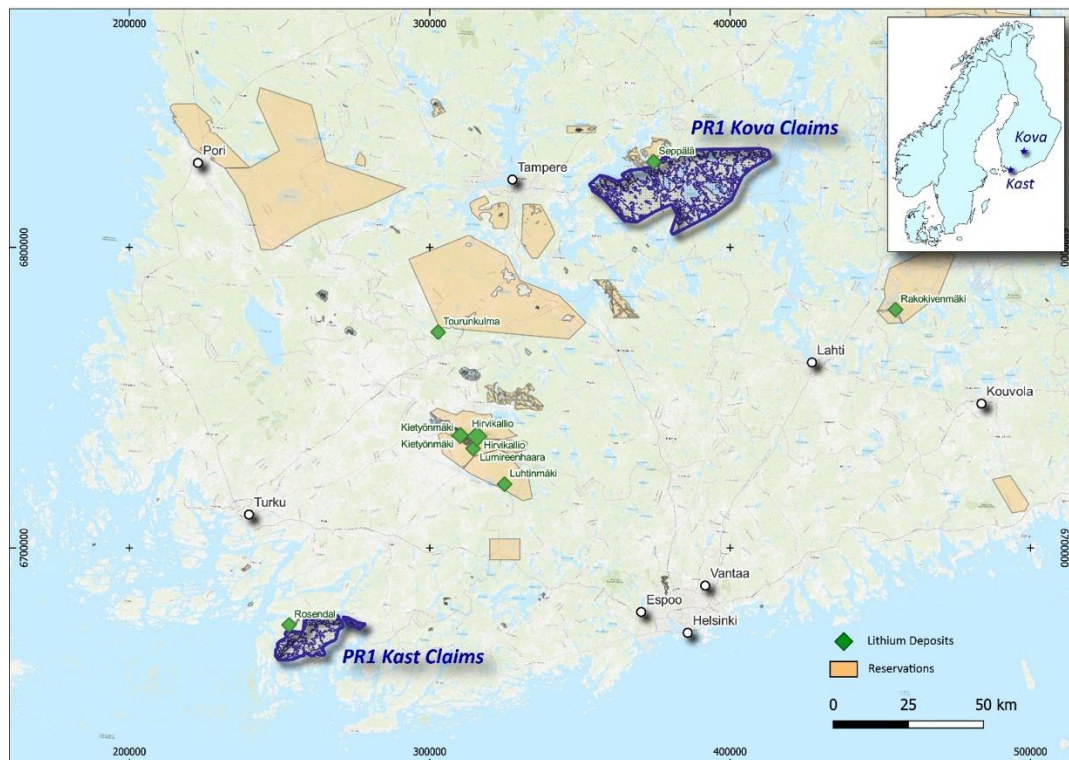 200000
300000
400000
Kova
Kast
PR1 Kova Claims
Pori
Seppälä
Tampere
6800000
Rakokivenmäki
Tourunkulma
Lahti
Kouvola
Kietyönmäki
Hirvikallio
Kietyönmäki
Hirvikallio
Lumireenhaara
Luhtinmäki
Turku
6700000
6700000
Vantaa
Espoo
Helsinki
Rosendal
PR1 Kast Claims
Lithium Deposits
Reservations
0
25
50 km
200000
300000
400000
500000